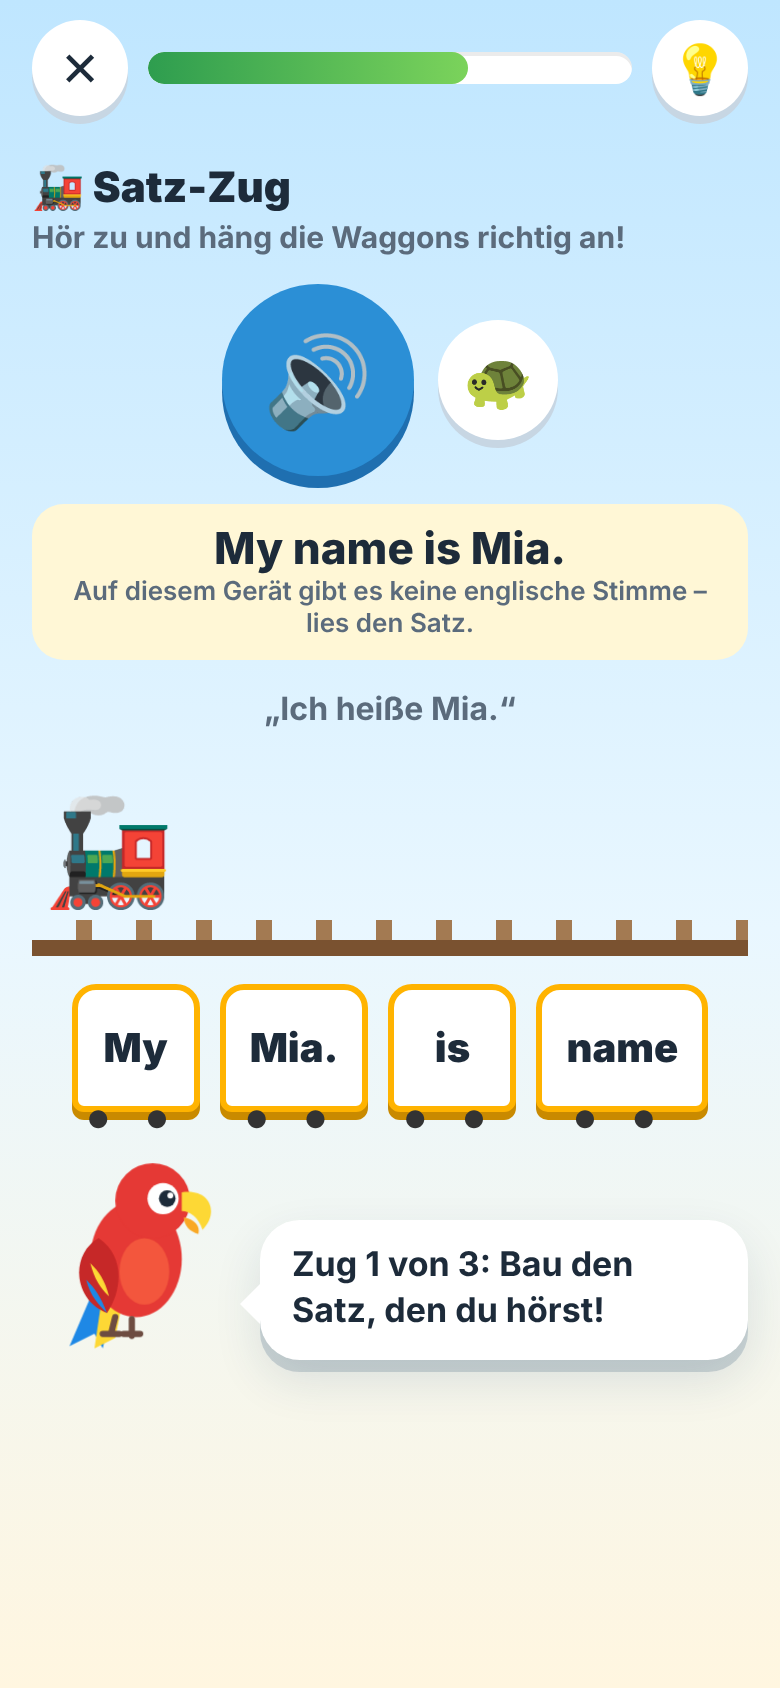 Satz-Zug
Hör zu und häng die Waggons richtig an!
My name is Mia.
Auf diesem Gerät gibt es keine englische Stimme –
lies den Satz.
„Ich heiße Mia.“
My Mia. is name
Zug 1 von 3: Bau den
Satz, den du hörst!